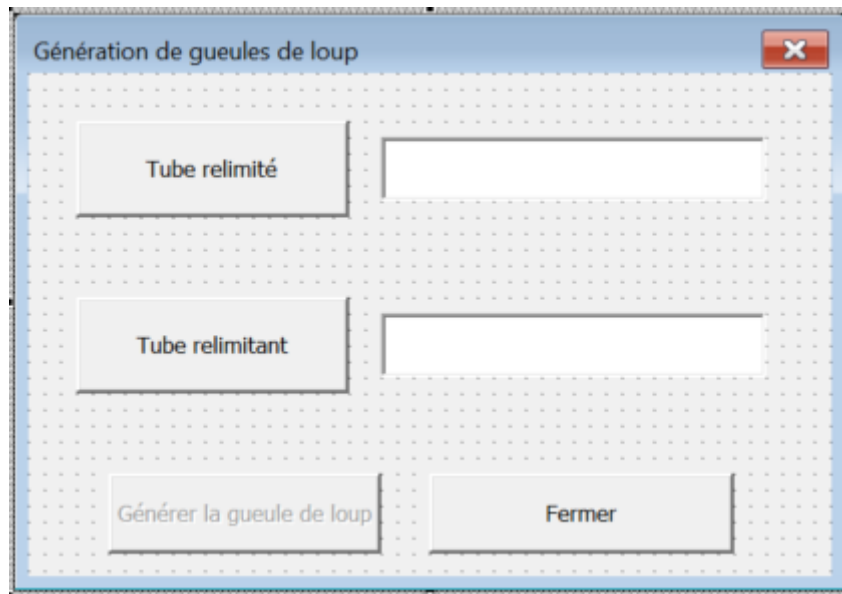 Génération de gueules de loup
Tube relimité
Tube relimitant
Générer la gueule de loup
Fermer